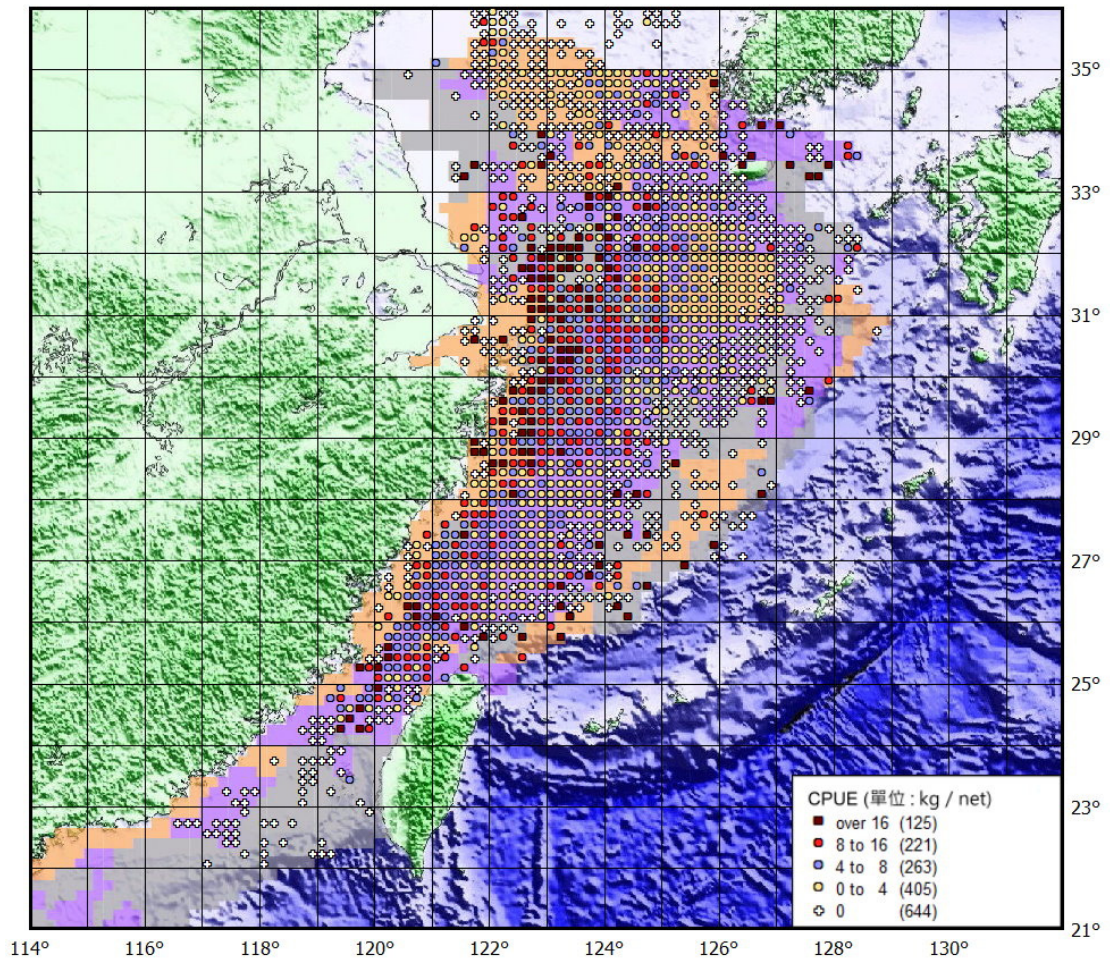 35°
33°
31°
29°
27°
25°
23°
21°
CPUE (單位 : kg / net)
over 16 (125)
8 to 16 (221)
4 to 8 (263)
0 to 4 (405)
0 (644)
114° 116° 118° 120° 122° 124° 126° 128° 130°